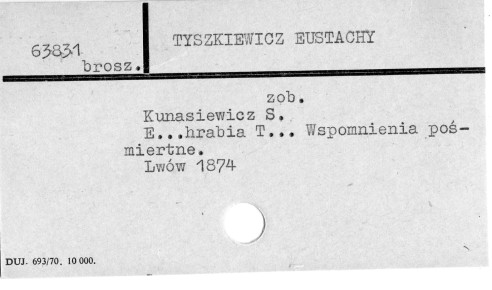 63831
brosz.
TYSZKIEWICZ EUSTACHY
zob.
Kunasiewicz S.
E...hrabia T... Wspomnienia poś-
miertne.
Lwów 1874
DUJ. 693/70. 10 000.